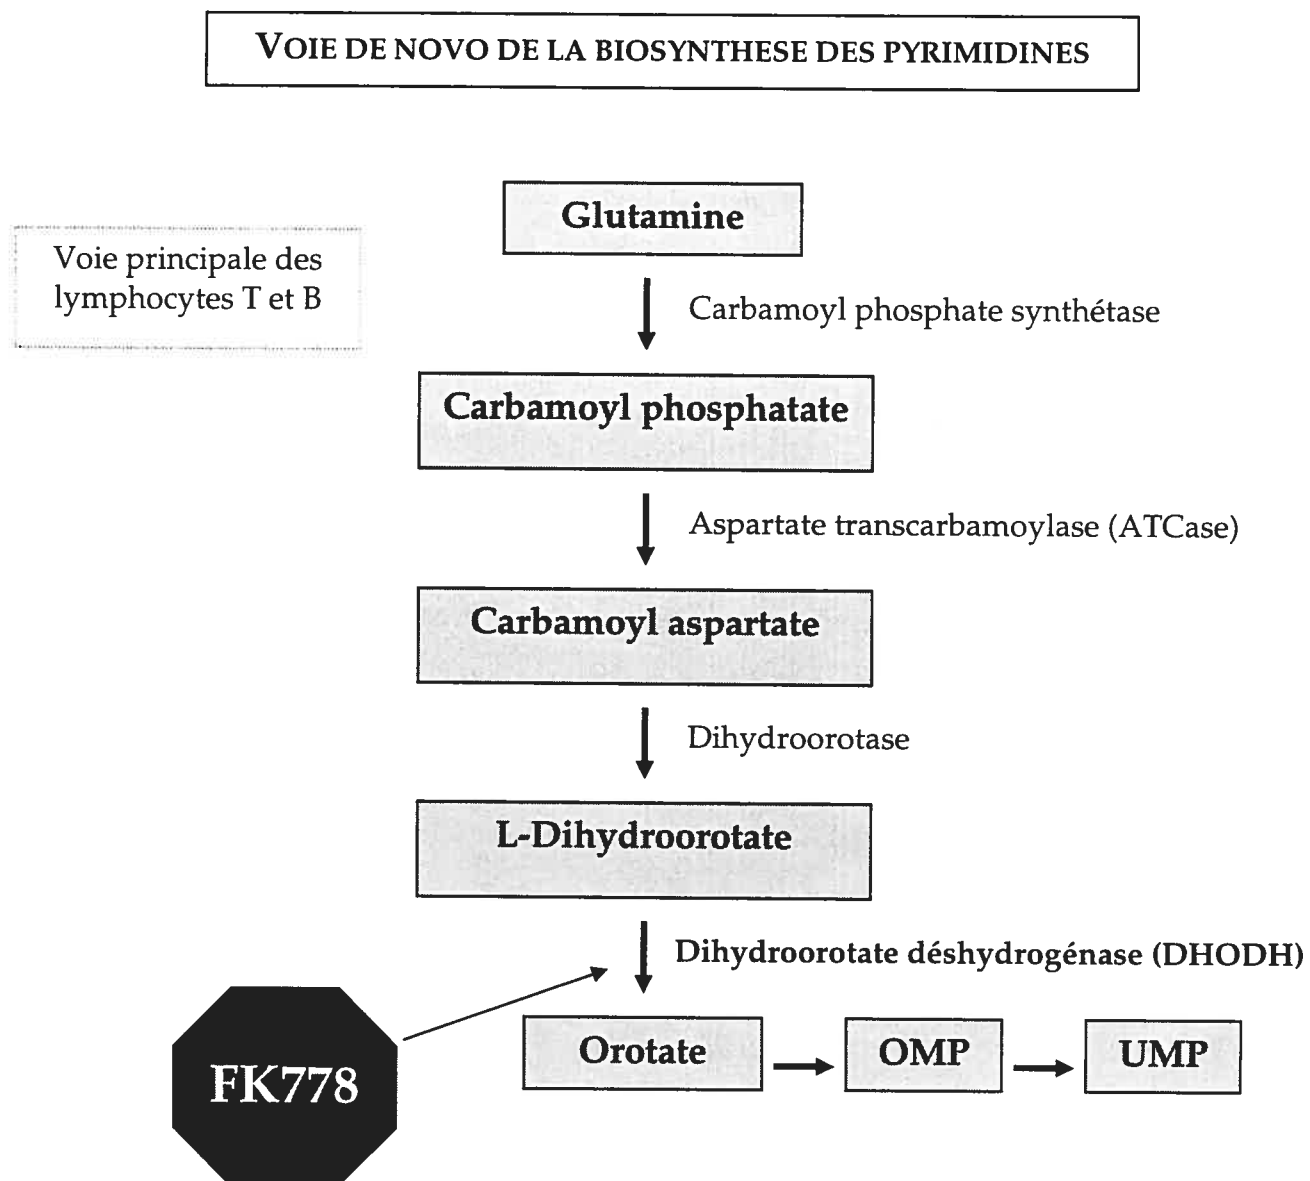 VOIE DE NOVO DE LA BIOSYNTHESE DES PYRIMIDINES
Glutamine
Voie principale des
lymphocytes T et B
Carbamoyl phosphate synthétase
Carbamoyl phosphatate
Aspartate transcarbamoylase (ATCase)
Carbamoyl aspartate
Dihydroorotase
L-Dihydroorotate
Dihydroorotate déshydrogénase (DHODH)
FK778
Orotate
OMP
UMP